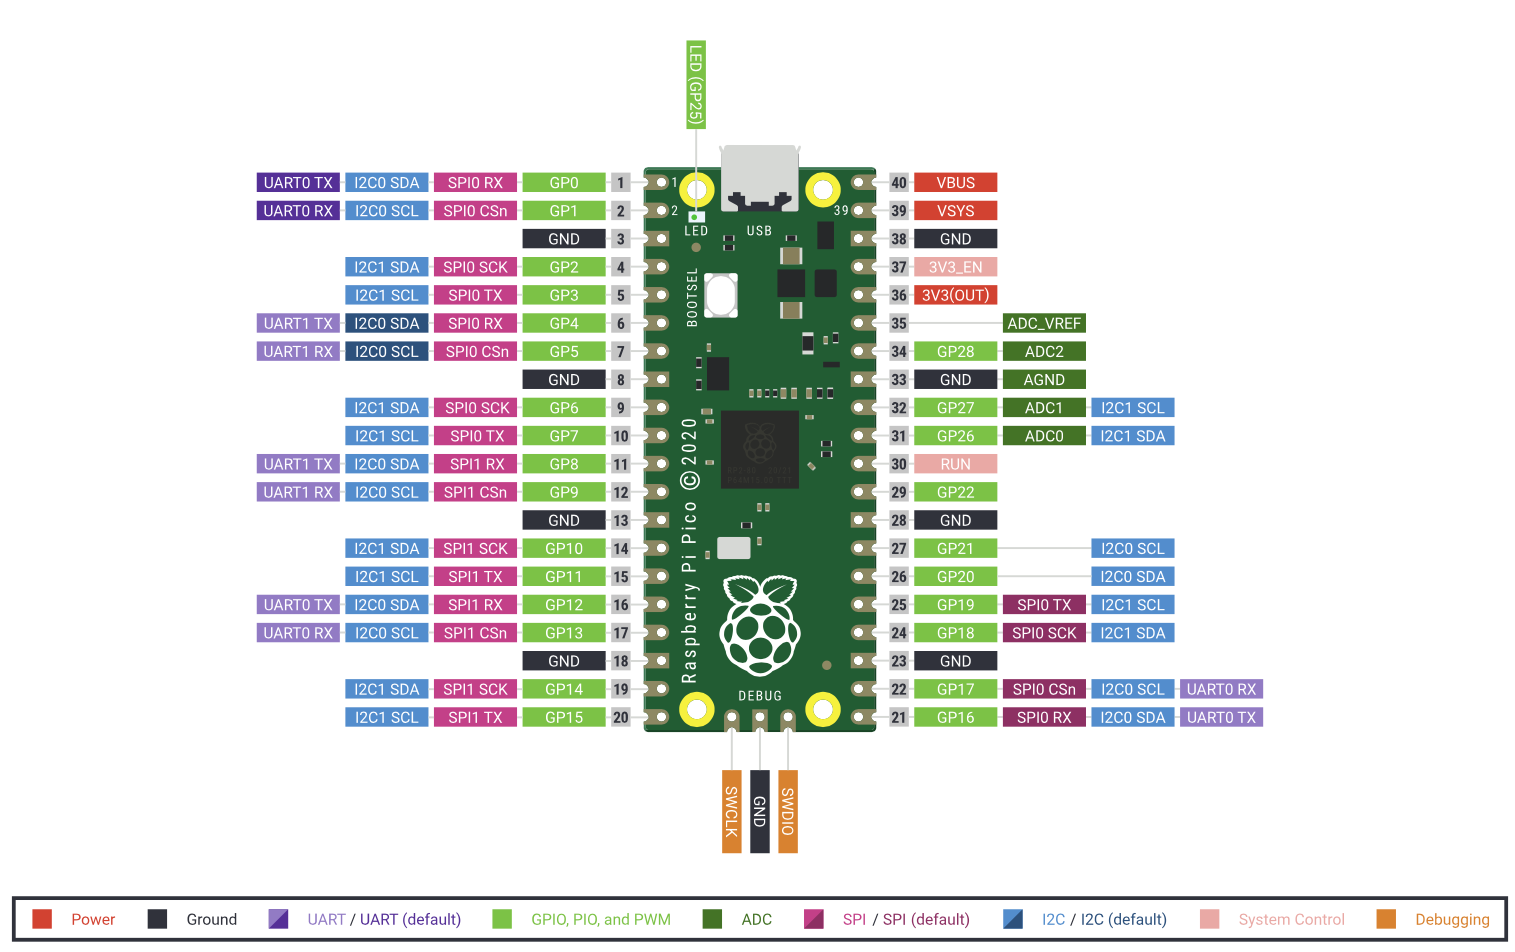 LED (GP25)
UART0 TX I2C0 SDA SPI0 RX GP0 1 1 40 VBUS
UART0 RX I2C0 SCL SPI0 CSn GP1 2 2 39 39 VSYS
LED USB
GND 3 38 GND
I2C1 SDA SPI0 SCK GP2 4 37 3V3_EN
I2C1 SCL SPI0 TX GP3 5 36 3V3(OUT)
BOOTSEL
UART1 TX I2C0 SDA SPI0 RX GP4 6 35 ADC_VREF
UART1 RX I2C0 SCL SPI0 CSn GP5 7 34 GP28 ADC2
GND 8 33 GND AGND
I2C1 SDA SPI0 SCK GP6 9 32 GP27 ADC1 I2C1 SCL
I2C1 SCL SPI0 TX GP7 10 31 GP26 ADC0 I2C1 SDA
UART1 TX I2C0 SDA SPI1 RX GP8 11 30 RUN
UART1 RX I2C0 SCL SPI1 CSn GP9 12 29 GP22
GND 13 28 GND
I2C1 SDA SPI1 SCK GP10 14 27 GP21 I2C0 SCL
I2C1 SCL SPI1 TX GP11 15 26 GP20 I2C0 SDA
UART0 TX I2C0 SDA SPI1 RX GP12 16 25 GP19 SPI0 TX I2C1 SCL
UART0 RX I2C0 SCL SPI1 CSn GP13 17 24 GP18 SPI0 SCK I2C1 SDA
GND 18 23 GND
I2C1 SDA SPI1 SCK GP14 19 22 GP17 SPI0 CSn I2C0 SCL UART0 RX
I2C1 SCL SPI1 TX GP15 20 21 GP16 SPI0 RX I2C0 SDA UART0 TX
Raspberry Pi Pico ©2020
DEBUG
SWCLK
GND
SWDIO
Power Ground UART / UART (default) GPIO, PIO, and PWM ADC SPI / SPI (default) I2C / I2C (default) System Control Debugging